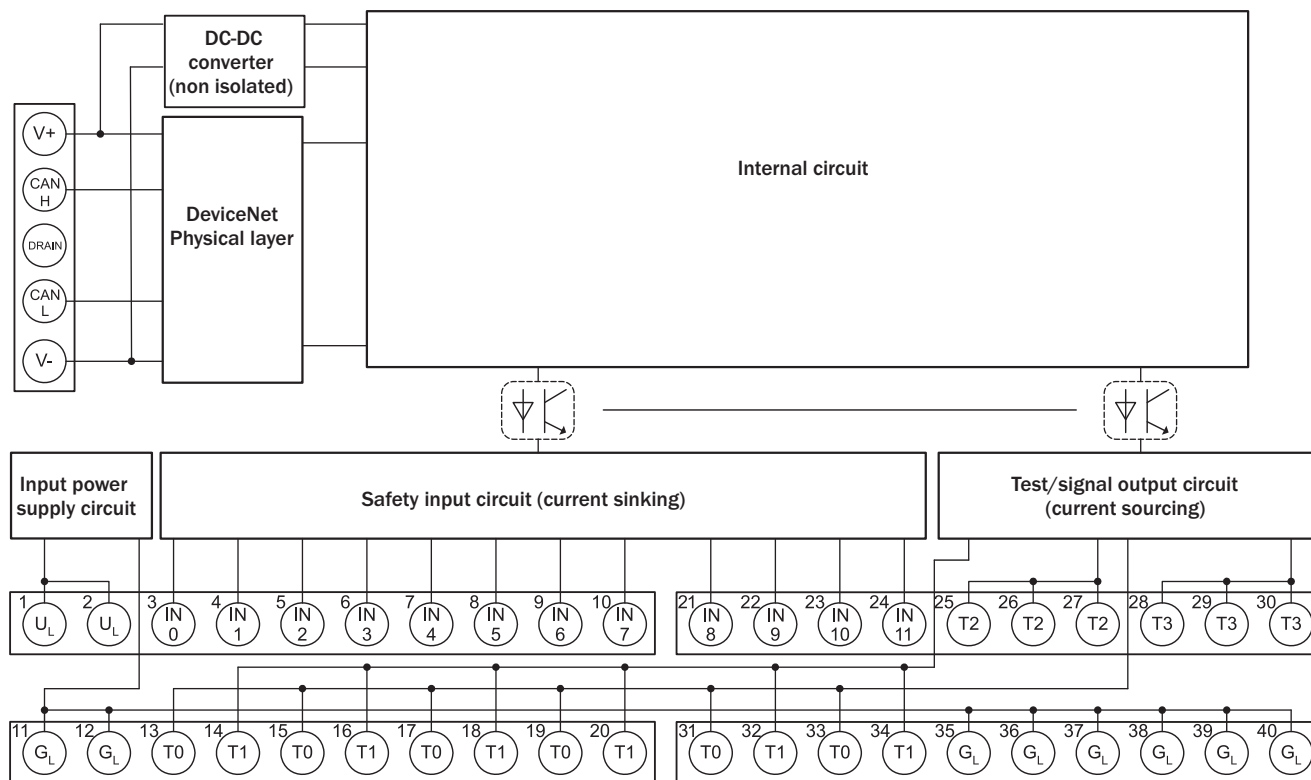 DC-DC
converter
(non isolated)
V+
CAN
H
DRAIN
CAN
L
V-
DeviceNet
Physical layer
Internal circuit
Input power
supply circuit
Safety input circuit (current sinking)
Test/signal output circuit
(current sourcing)
1 2 3 4 5 6 7 8 9 10 21 22 23 24 25 26 27 28 29 30
UL UL IN IN IN IN IN IN IN IN IN IN IN IN T2 T2 T2 T3 T3 T3
0 1 2 3 4 5 6 7 8 9 10 11
11 12 13 14 15 16 17 18 19 20 31 32 33 34 35 36 37 38 39 40
GL GL T0 T1 T0 T1 T0 T1 T0 T1 T0 T1 T0 T1 GL GL GL GL GL GL